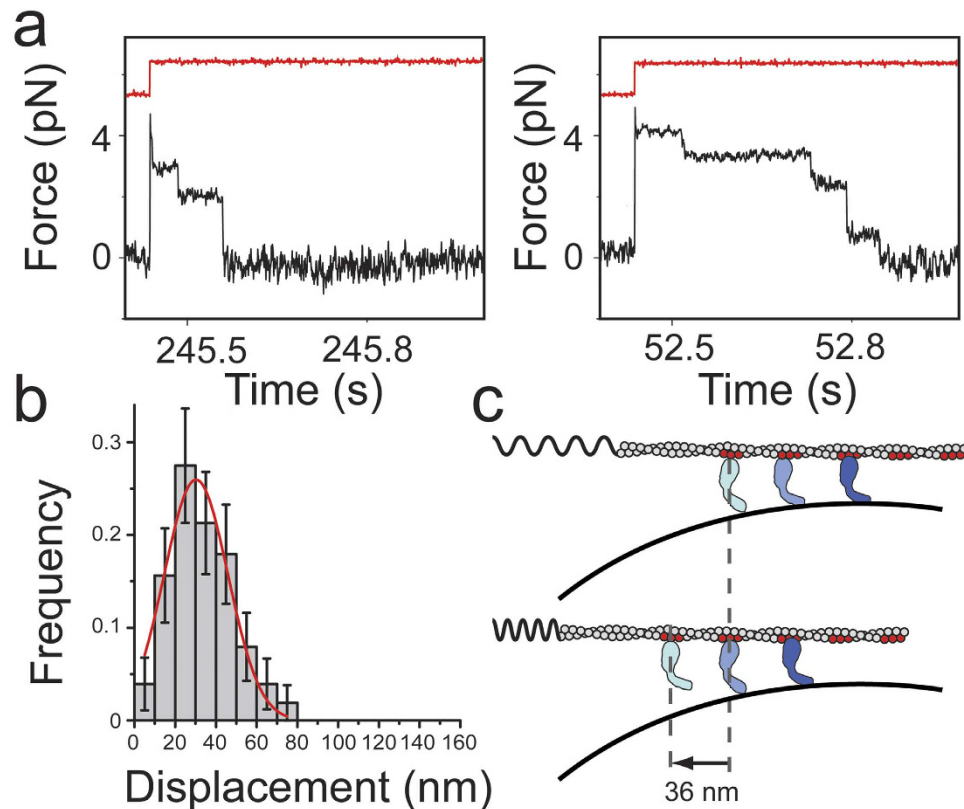 a
Force (pN)
4
0
245.5 245.8
Time (s)
Force (pN)
4
0
52.5 52.8
Time (s)
b
Frequency
0.3
0.2
0.1
0
0 20 40 60 80 100 120 140 160
Displacement (nm)
c
36 nm